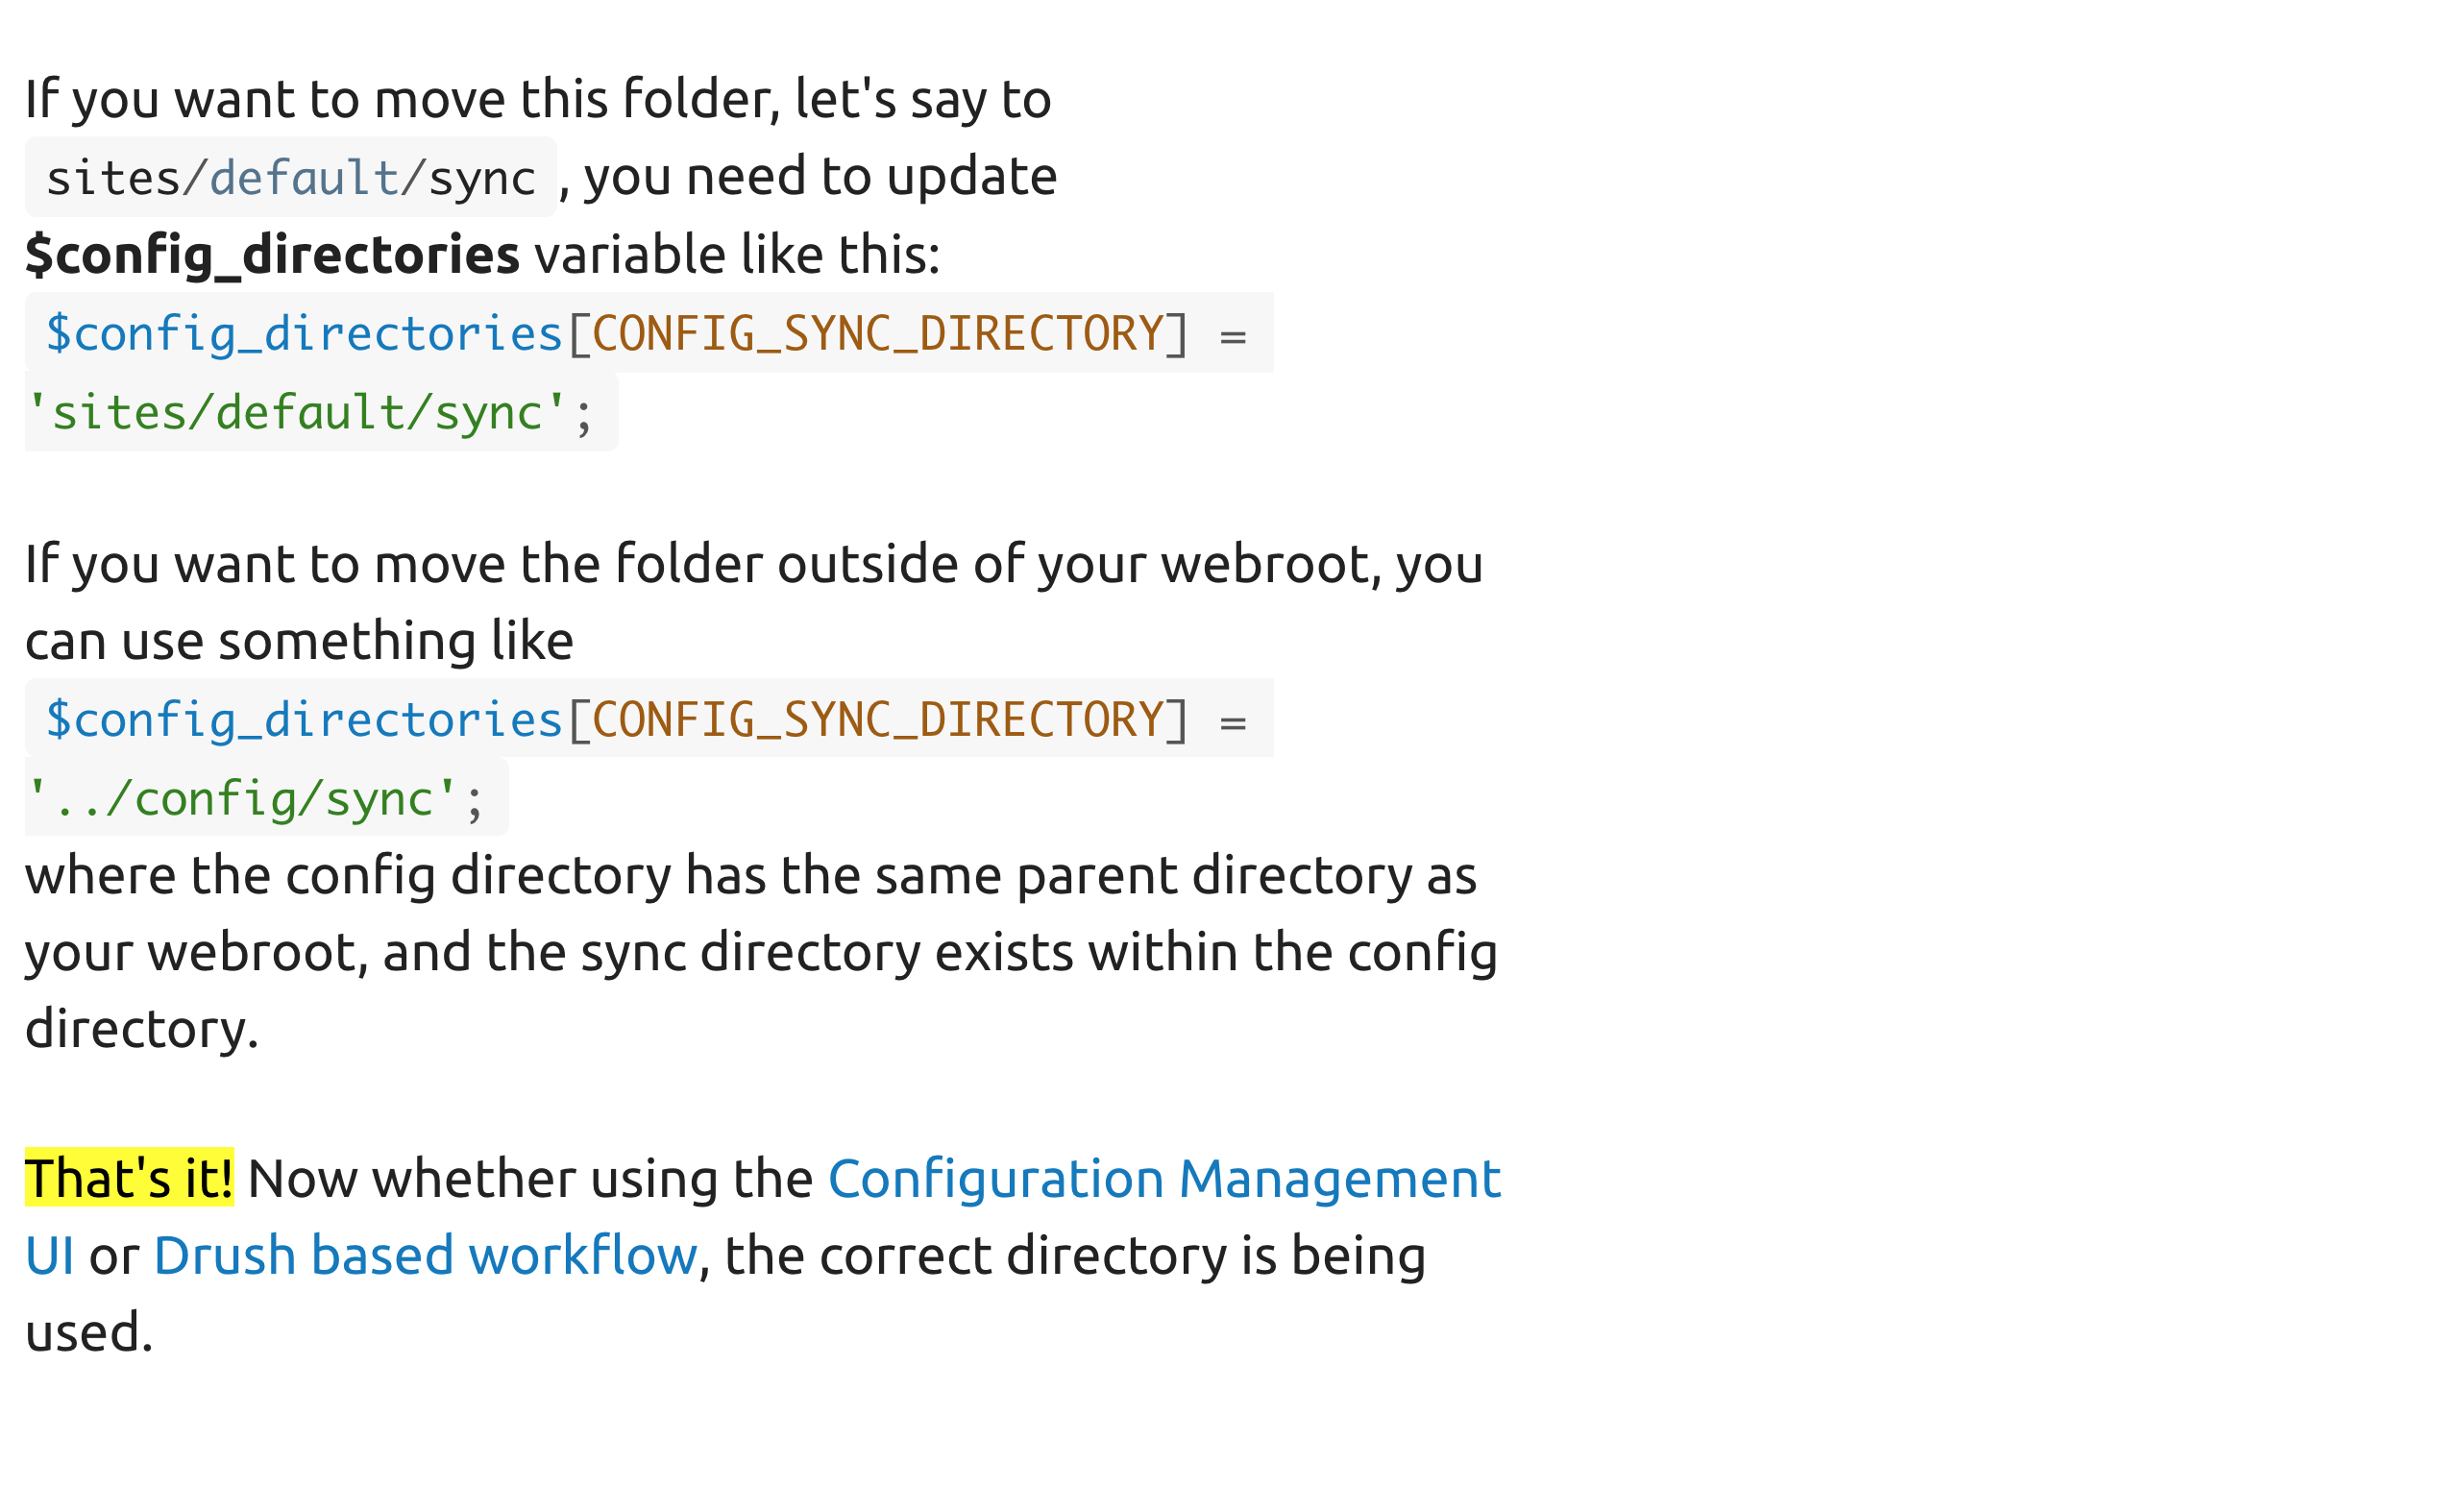 If you want to move this folder, let's say to
sites/default/sync, you need to update
$config_directories variable like this:
$config_directories[CONFIG_SYNC_DIRECTORY] =
'sites/default/sync';
If you want to move the folder outside of your webroot, you
can use something like
$config_directories[CONFIG_SYNC_DIRECTORY] =
'../config/sync';
where the config directory has the same parent directory as
your webroot, and the sync directory exists within the config
directory.
That's it! Now whether using the Configuration Management
UI or Drush based workflow, the correct directory is being
used.